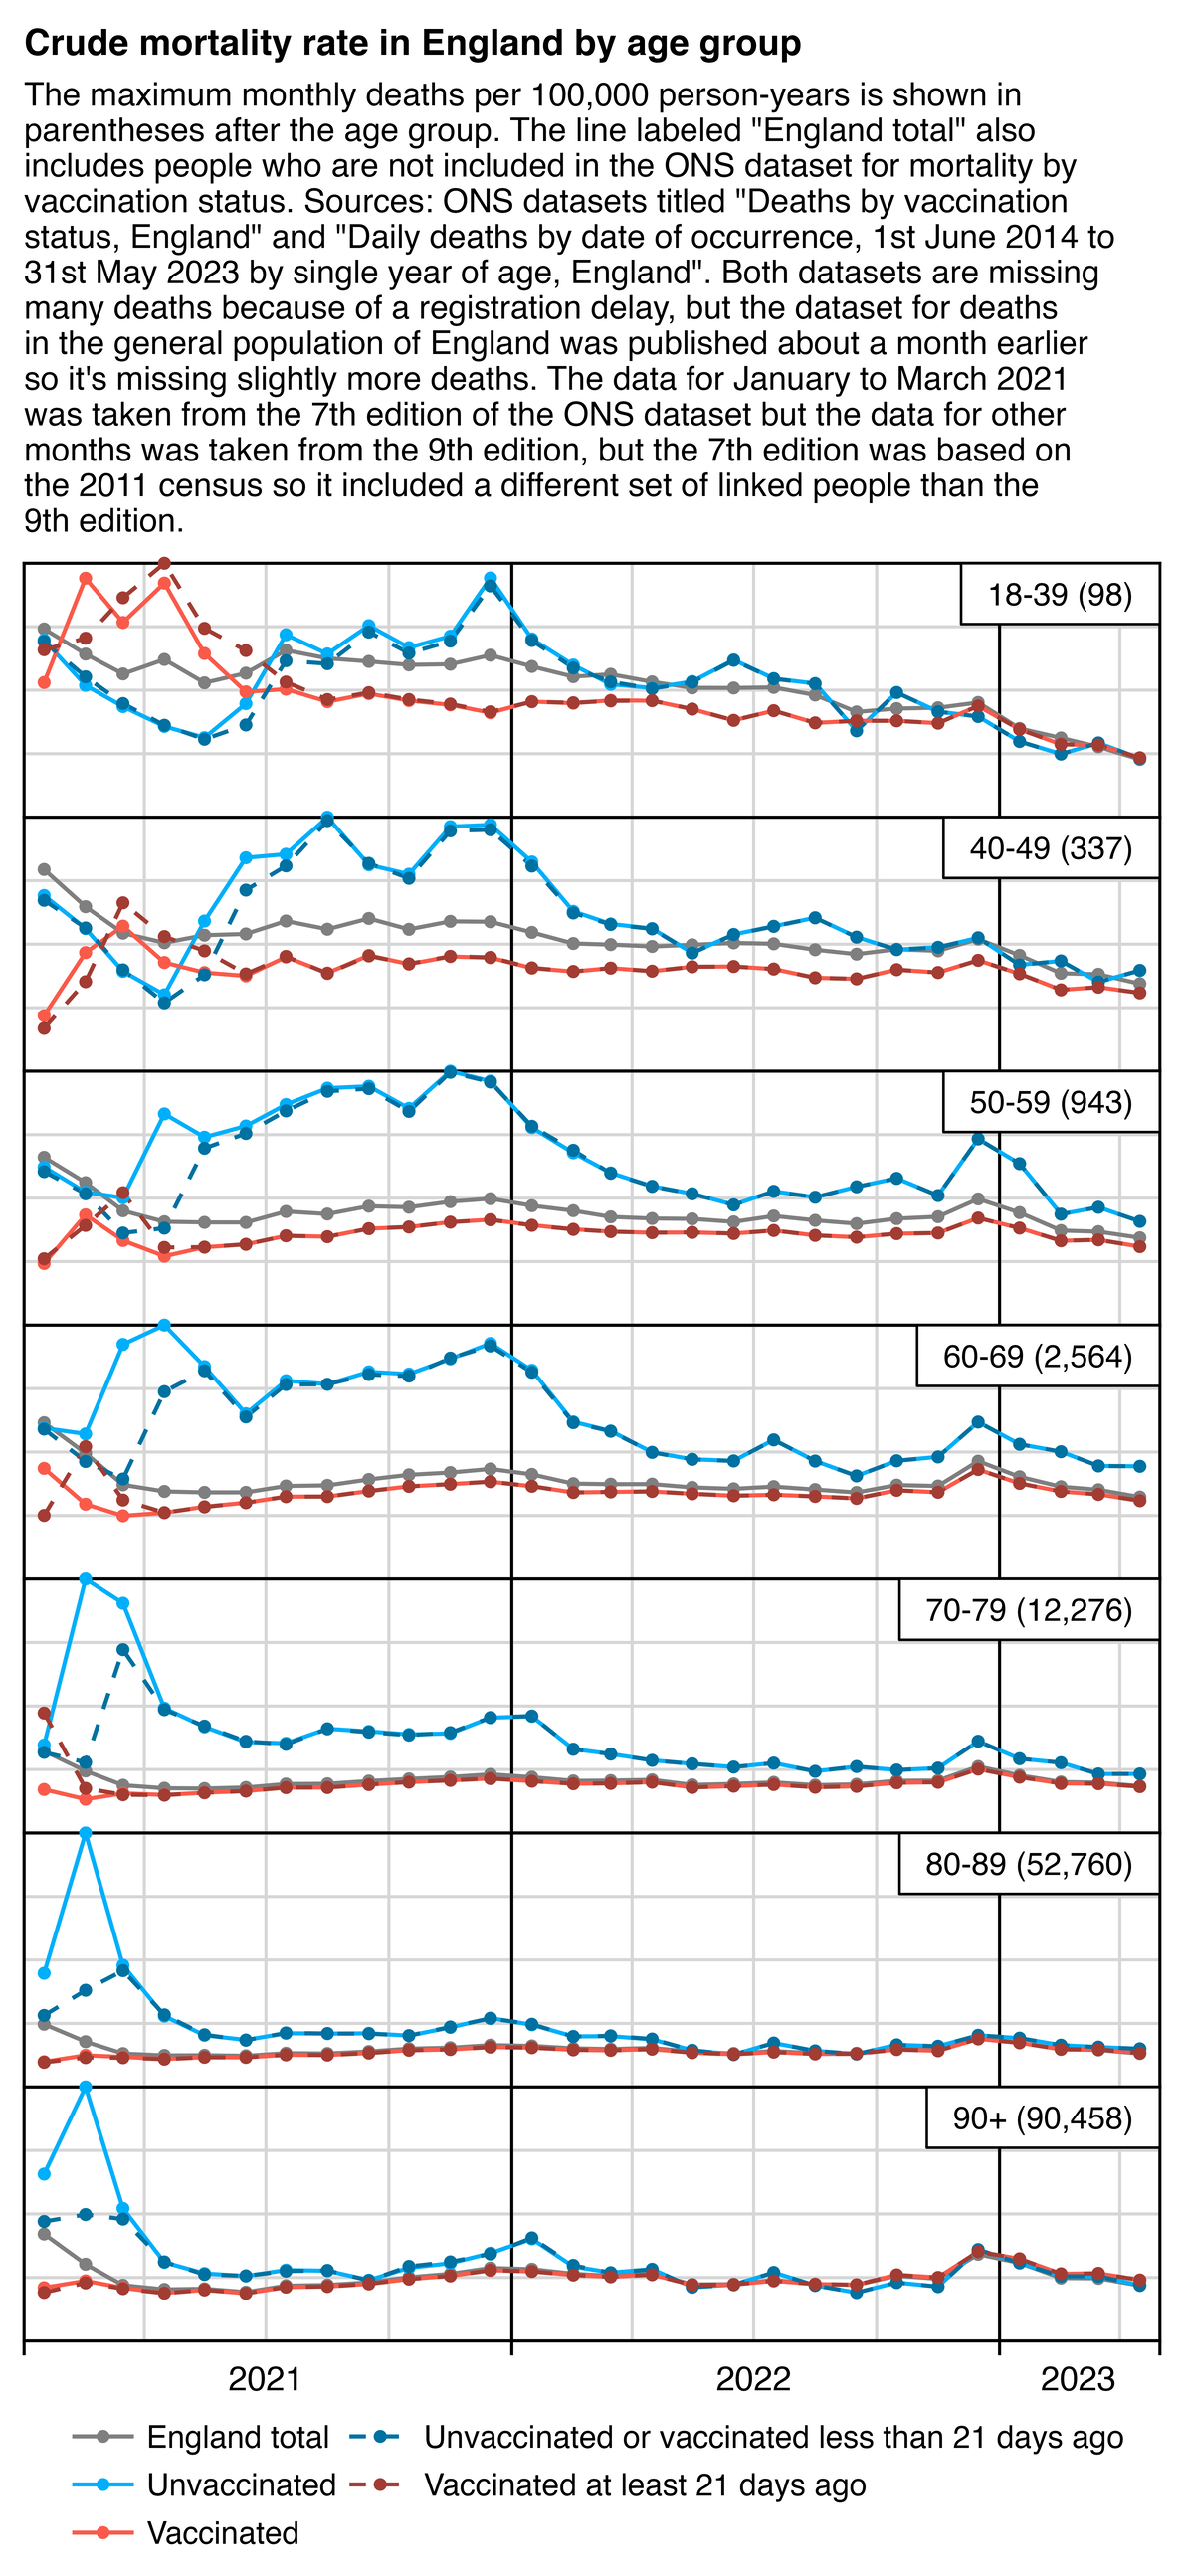 Crude mortality rate in England by age group
The maximum monthly deaths per 100,000 person-years is shown in
parentheses after the age group. The line labeled "England total" also
includes people who are not included in the ONS dataset for mortality by
vaccination status. Sources: ONS datasets titled "Deaths by vaccination
status, England" and "Daily deaths by date of occurrence, 1st June 2014 to
31st May 2023 by single year of age, England". Both datasets are missing
many deaths because of a registration delay, but the dataset for deaths
in the general population of England was published about a month earlier
so it's missing slightly more deaths. The data for January to March 2021
was taken from the 7th edition of the ONS dataset but the data for other
months was taken from the 9th edition, but the 7th edition was based on
the 2011 census so it included a different set of linked people than the
9th edition.
18-39 (98)
40-49 (337)
50-59 (943)
60-69 (2,564)
70-79 (12,276)
80-89 (52,760)
90+ (90,458)
2021 2022 2023
England total Unvaccinated or vaccinated less than 21 days ago
Unvaccinated Vaccinated at least 21 days ago
Vaccinated